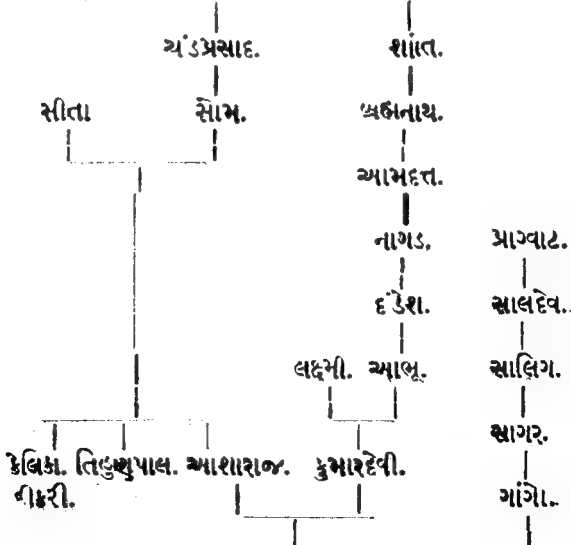 ચંડપ્રસાદ. શાંત.
સીતા સોમ. બ્રહ્મનાથ.
આમદત્ત.
નાગડ. પ્રાગ્વાટ.
દંડેશ. સાલદેવ.
લક્ષ્મી. આભૂ. સાલિગ.
સાગર.
કેલિકા. તિહુણપાલ. આશારાજ. કુમારદેવી.
દીકરી. ગાંગો.